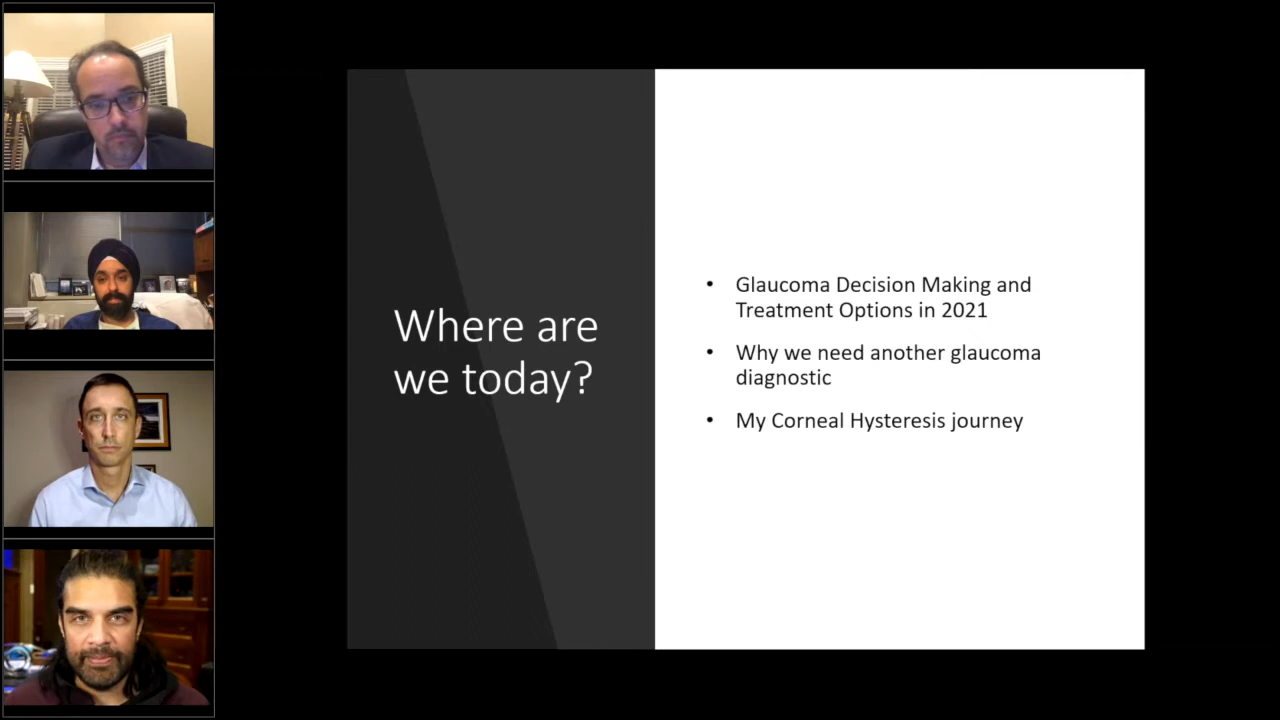 Where are
we today?
• Glaucoma Decision Making and
Treatment Options in 2021
• Why we need another glaucoma
diagnostic
• My Corneal Hysteresis journey